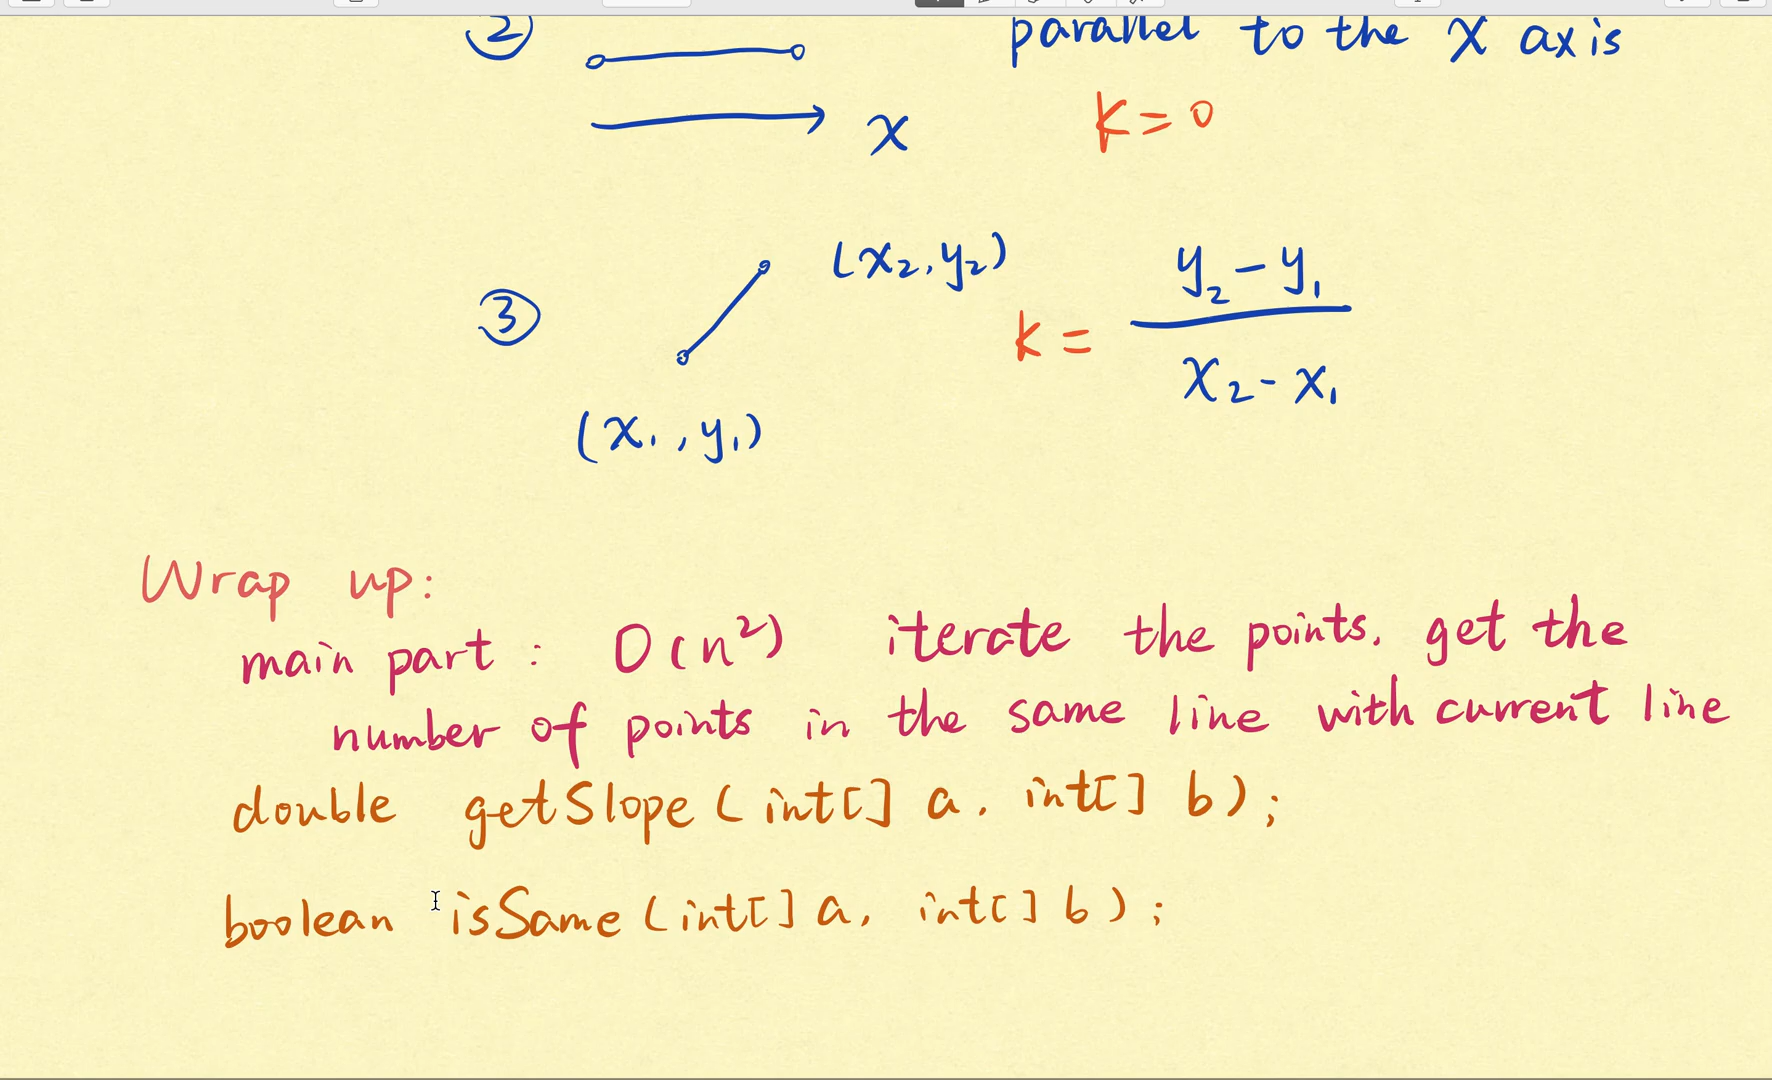 ② parallel to the X axis
x K = 0
③ (x₂, y₂) K = y₂ - y₁
x₂ - x₁
(x₁, y₁)
Wrap up:
main part : O(n²) iterate the points. get the
number of points in the same line with current line
double getSlope (int[] a, int[] b);
boolean isSame (int[] a, int[] b);